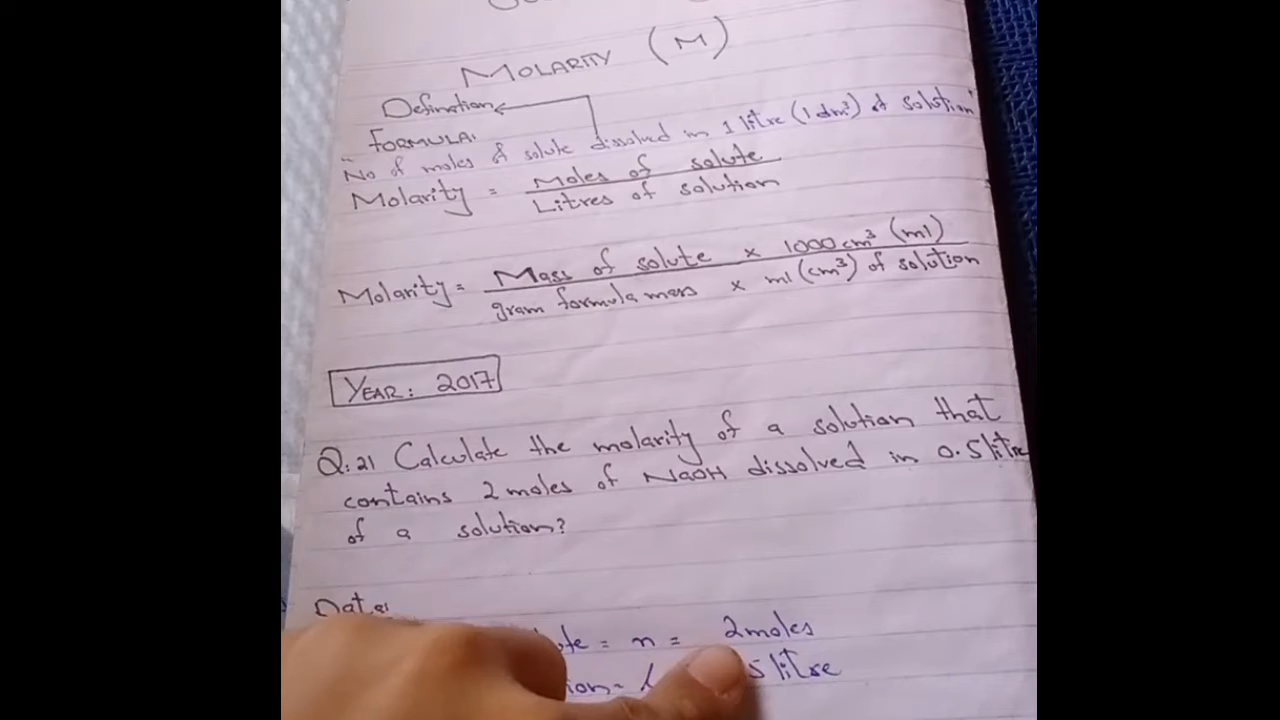 MOLARITY (M)
Defination
FORMULA:
No of moles of solute dissolved in 1 litre (1 dm³) of solution
Molarity = Moles of solute
Litres of solution
Molarity = Mass of solute × 1000 cm³ (ml)
gram formula mass × ml (cm³) of solution
YEAR: 2017
Q:21 Calculate the molarity of a solution that
contains 2 moles of NaOH dissolved in 0.5 litre
of a solution?
Data:
= n = 2 moles
5 litre